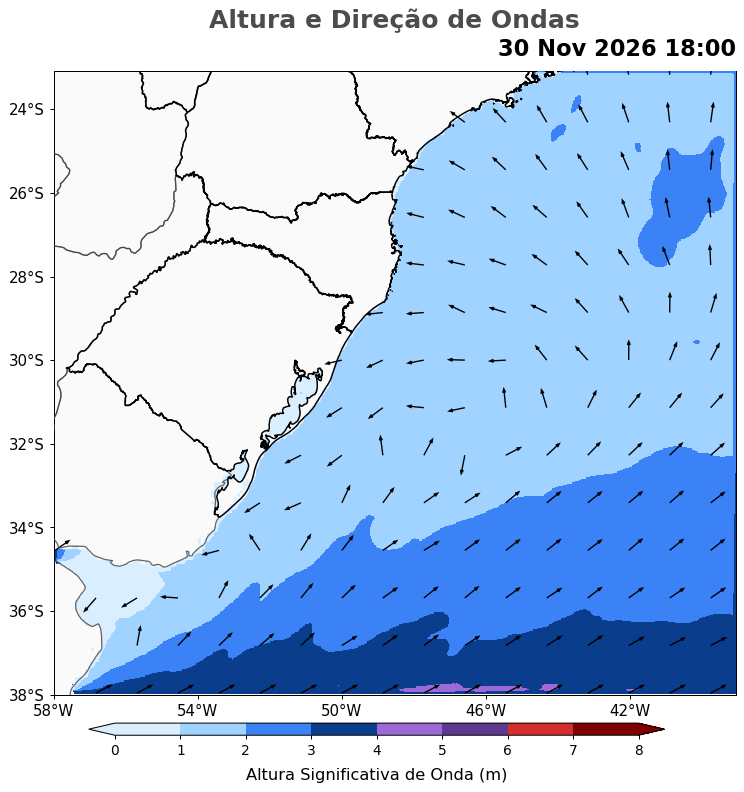 Altura e Direção de Ondas
30 Nov 2026 18:00
24°S
26°S
28°S
30°S
32°S
34°S
36°S
38°S
58°W 54°W 50°W 46°W 42°W
0 1 2 3 4 5 6 7 8
Altura Significativa de Onda (m)